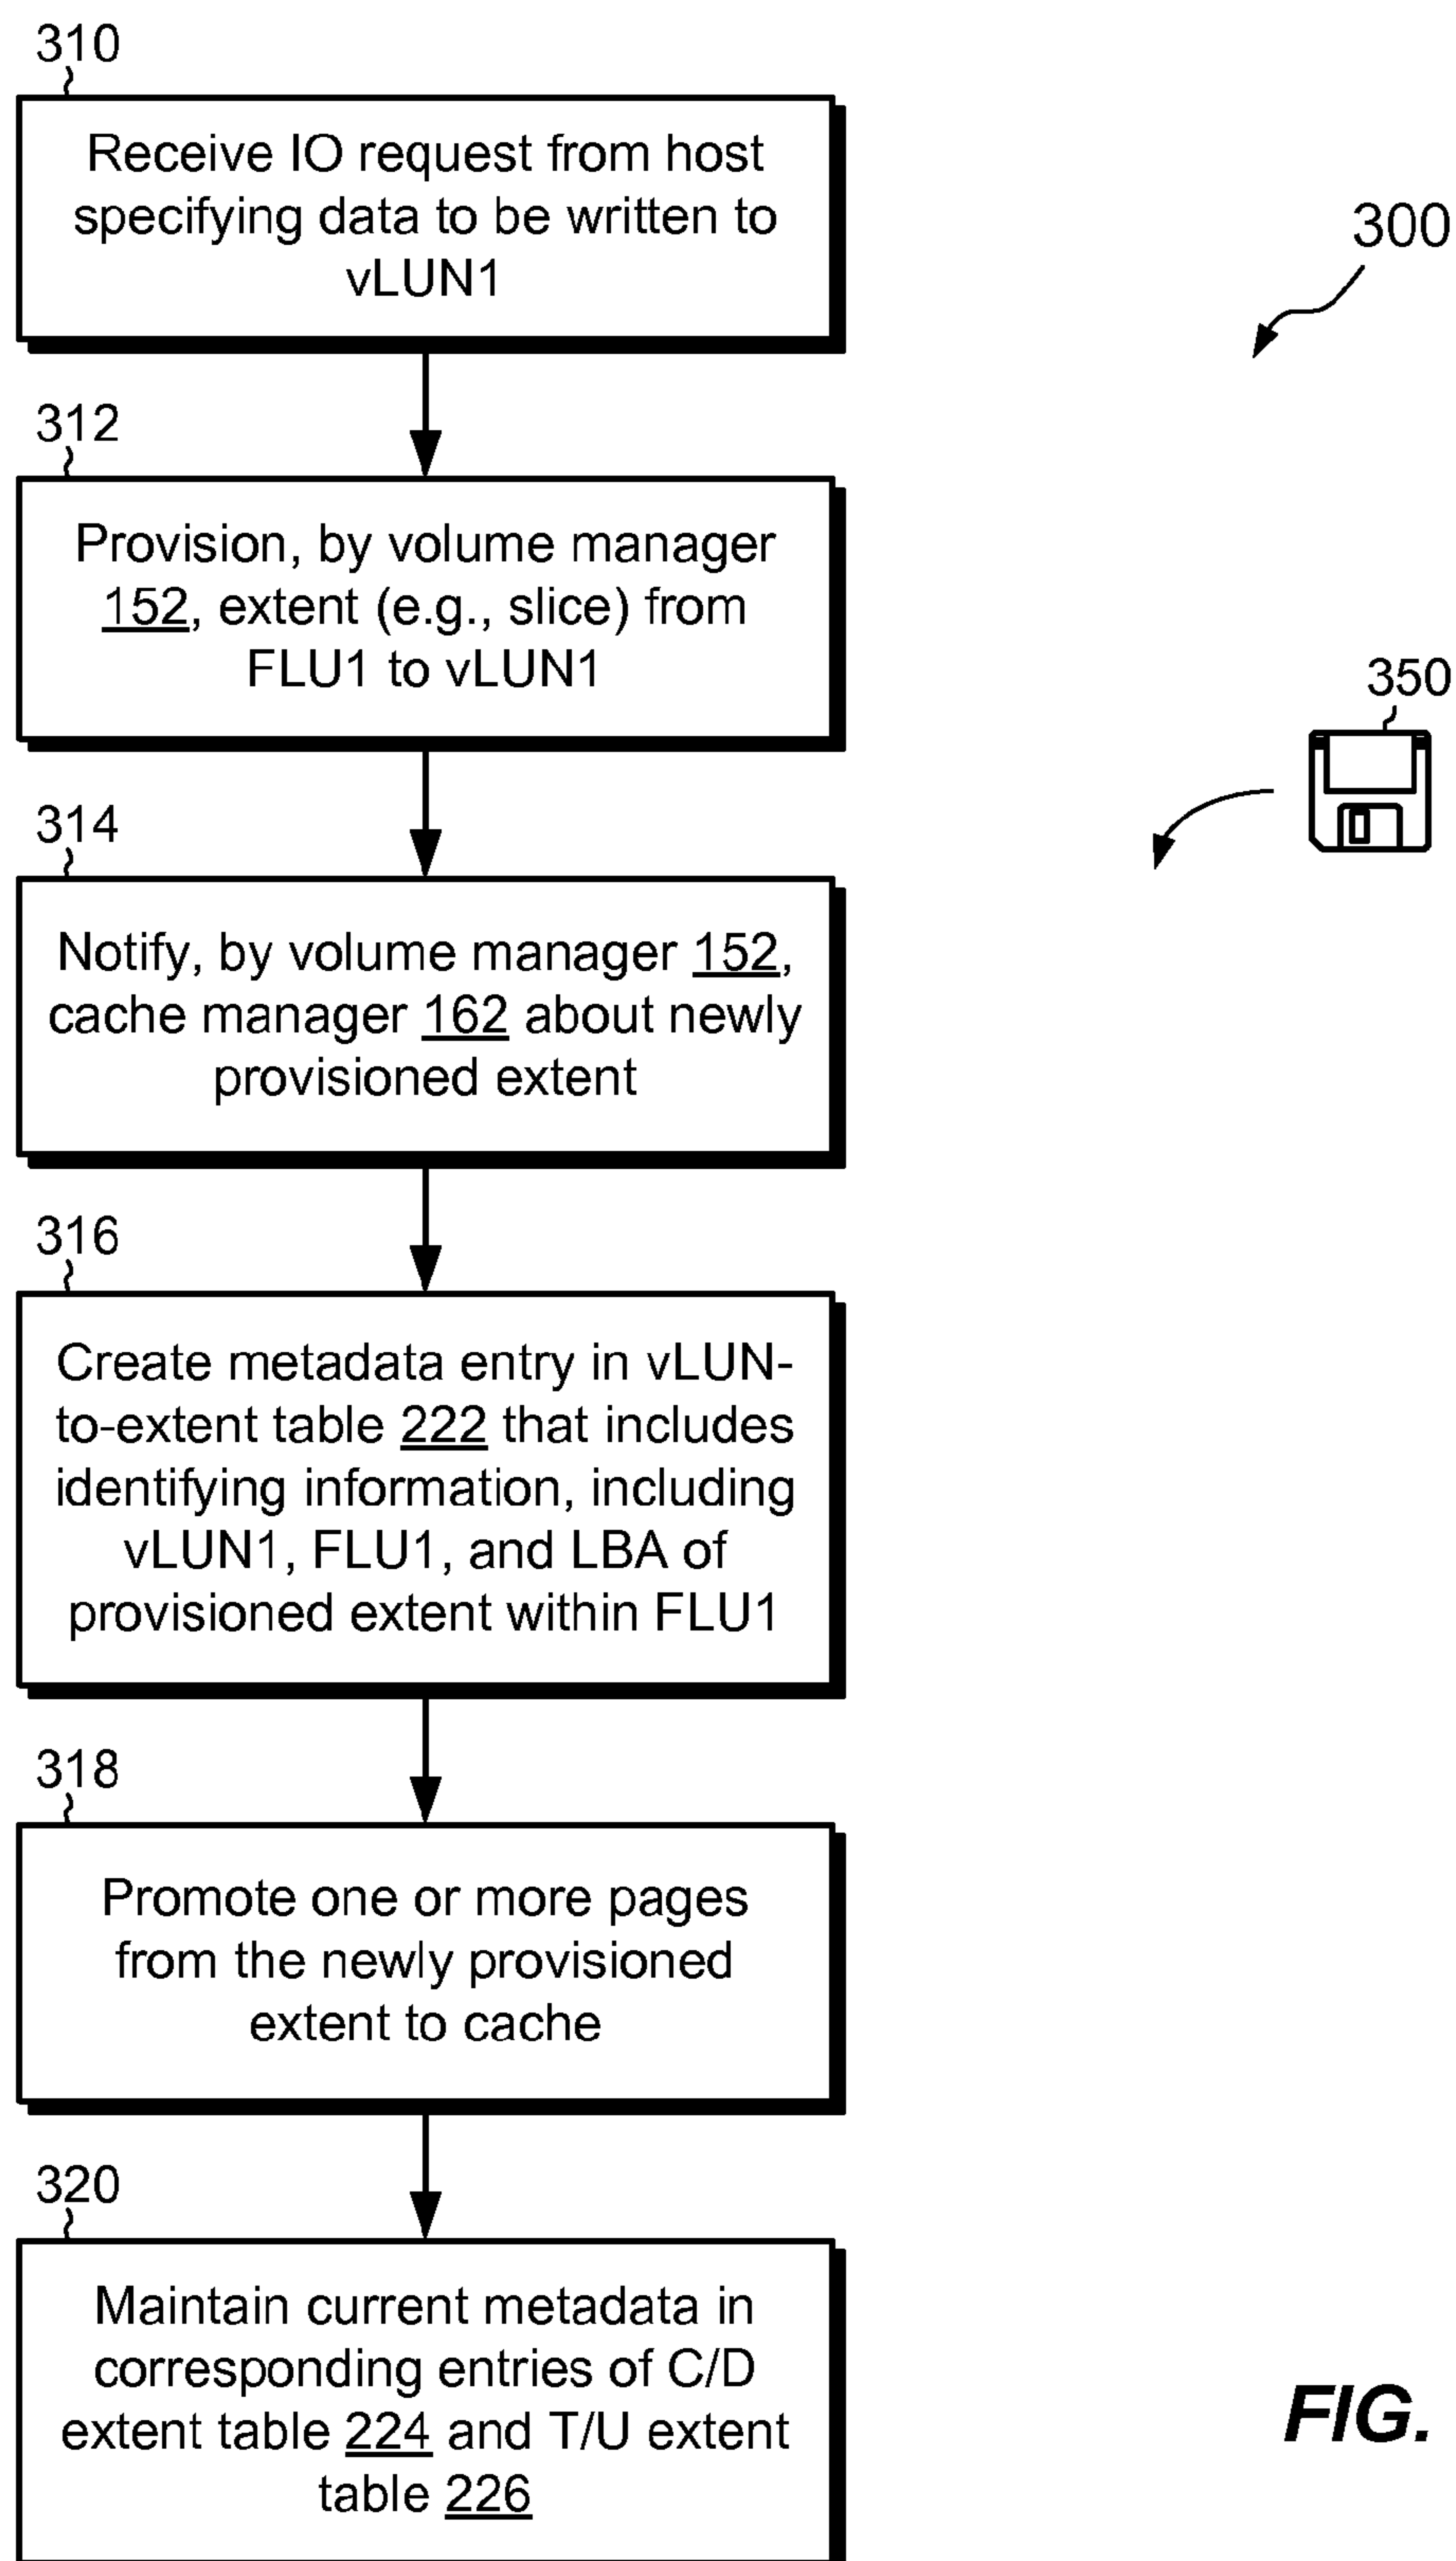 310
Receive IO request from host
specifying data to be written to
vLUN1
300
312
Provision, by volume manager
152, extent (e.g., slice) from
FLU1 to vLUN1
350
314
Notify, by volume manager 152,
cache manager 162 about newly
provisioned extent
316
Create metadata entry in vLUN-
to-extent table 222 that includes
identifying information, including
vLUN1, FLU1, and LBA of
provisioned extent within FLU1
318
Promote one or more pages
from the newly provisioned
extent to cache
320
Maintain current metadata in
corresponding entries of C/D
extent table 224 and T/U extent
table 226
FIG.